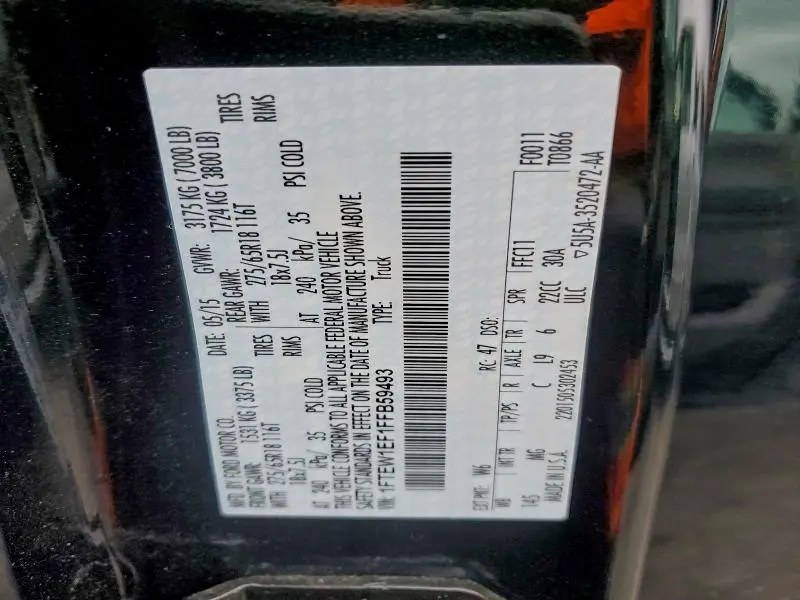 MFD. BY FORD MOTOR CO.
DATE: 05/15 GVWR: 3175 KG ( 7000 LB)
FRONT GAWR: 1531 KG ( 3375 LB) REAR GAWR: 1724 KG ( 3800 LB)
WITH 275/65R18 116T TIRES WITH 275/65R18 116T TIRES
18x7.5J RIMS 18x7.5J RIMS
AT 240 kPa/ 35 PSI COLD AT 240 kPa/ 35 PSI COLD
THIS VEHICLE CONFORMS TO ALL APPLICABLE FEDERAL MOTOR VEHICLE
SAFETY STANDARDS IN EFFECT ON THE DATE OF MANUFACTURE SHOWN ABOVE.
VIN: 1FTEW1EF1FFB59493 TYPE: Truck
F0011
T0866
EXT PNT: W6 RC: 47 DSO: FFC11
WB INT TR TP/PS R AXLE TR SPR
145 MG C L9 6 22CC 30A
MADE IN U.S.A. ULC
2201505302453 ▽5U5A-3520472-AA